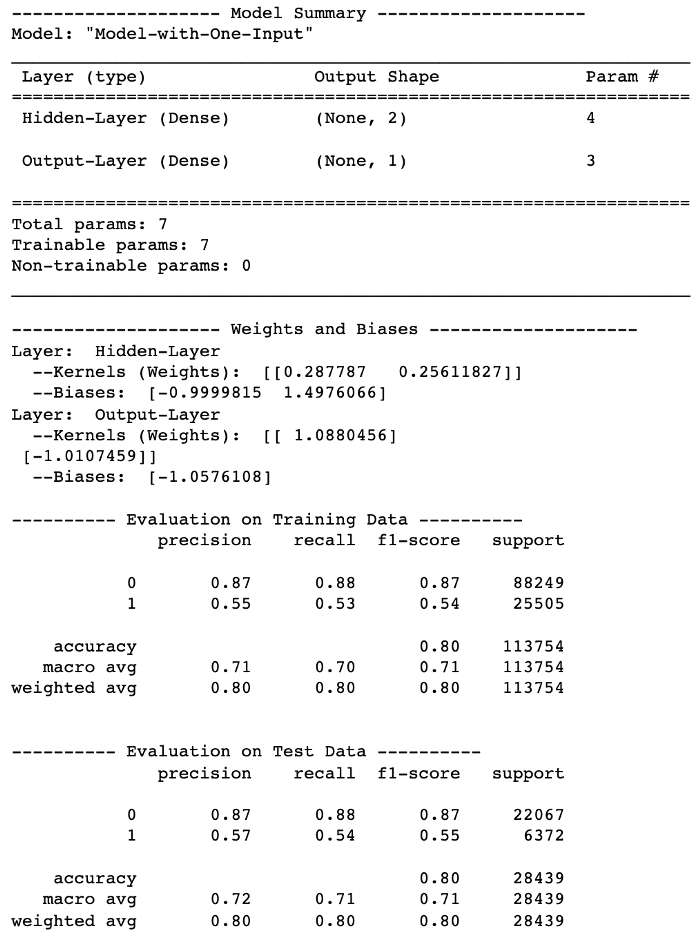 -------------------- Model Summary --------------------
Model: "Model-with-One-Input"
Layer (type) Output Shape Param #
=================================================================
Hidden-Layer (Dense) (None, 2) 4
Output-Layer (Dense) (None, 1) 3
=================================================================
Total params: 7
Trainable params: 7
Non-trainable params: 0
-------------------- Weights and Biases --------------------
Layer: Hidden-Layer
--Kernels (Weights): [[0.287787 0.25611827]]
--Biases: [-0.9999815 1.4976066]
Layer: Output-Layer
--Kernels (Weights): [[ 1.0880456]
[-1.0107459]]
--Biases: [-1.0576108]
---------- Evaluation on Training Data ----------
precision recall f1-score support
0 0.87 0.88 0.87 88249
1 0.55 0.53 0.54 25505
accuracy 0.80 113754
macro avg 0.71 0.70 0.71 113754
weighted avg 0.80 0.80 0.80 113754
---------- Evaluation on Test Data ----------
precision recall f1-score support
0 0.87 0.88 0.87 22067
1 0.57 0.54 0.55 6372
accuracy 0.80 28439
macro avg 0.72 0.71 0.71 28439
weighted avg 0.80 0.80 0.80 28439